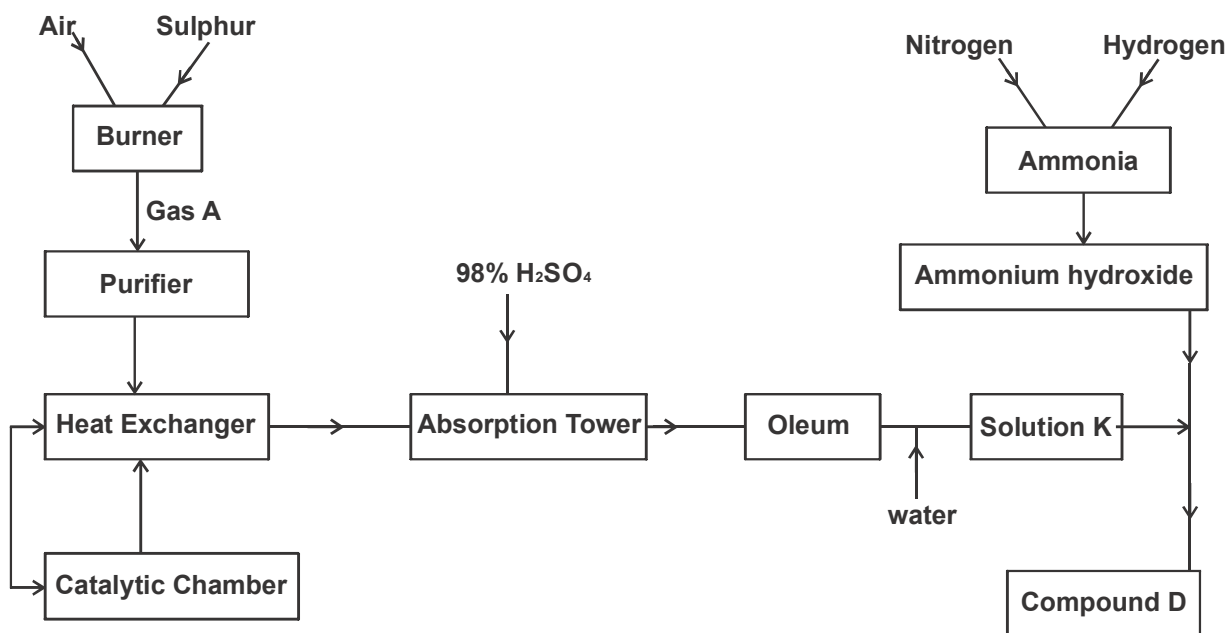 Air
Sulphur
Nitrogen
Hydrogen
Burner
Ammonia
Gas A
Purifier
98% H₂SO₄
Ammonium hydroxide
Heat Exchanger
Absorption Tower
Oleum
Solution K
water
Catalytic Chamber
Compound D